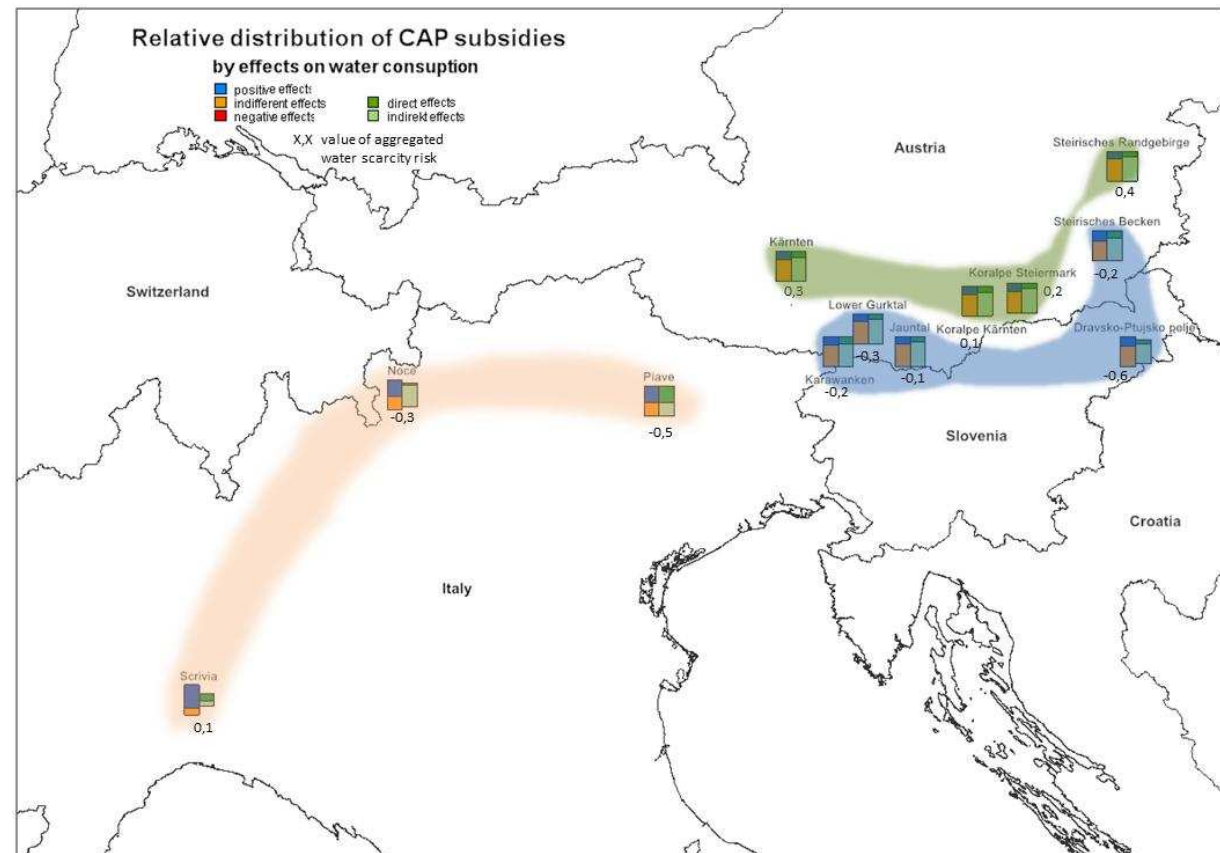 Relative distribution of CAP subsidies
by effects on water consuption
positive effects
indifferent effects
negative effects
direct effects
indirekt effects
X,X value of aggregated
water scarcity risk
Austria
Steirisches Randgebirge
0,4
Steirisches Becken
-0,2
Kärnten
0,3
Koralpe Steiermark
0,2
Switzerland
Lower Gurktal
-0,3
Jauntal
-0,1
Koralpe Kärnten
0,1
Dravsko-Ptujsko polje
-0,6
Karawanken
-0,2
Noce
-0,3
Piave
-0,5
Slovenia
Croatia
Italy
Scrivia
0,1